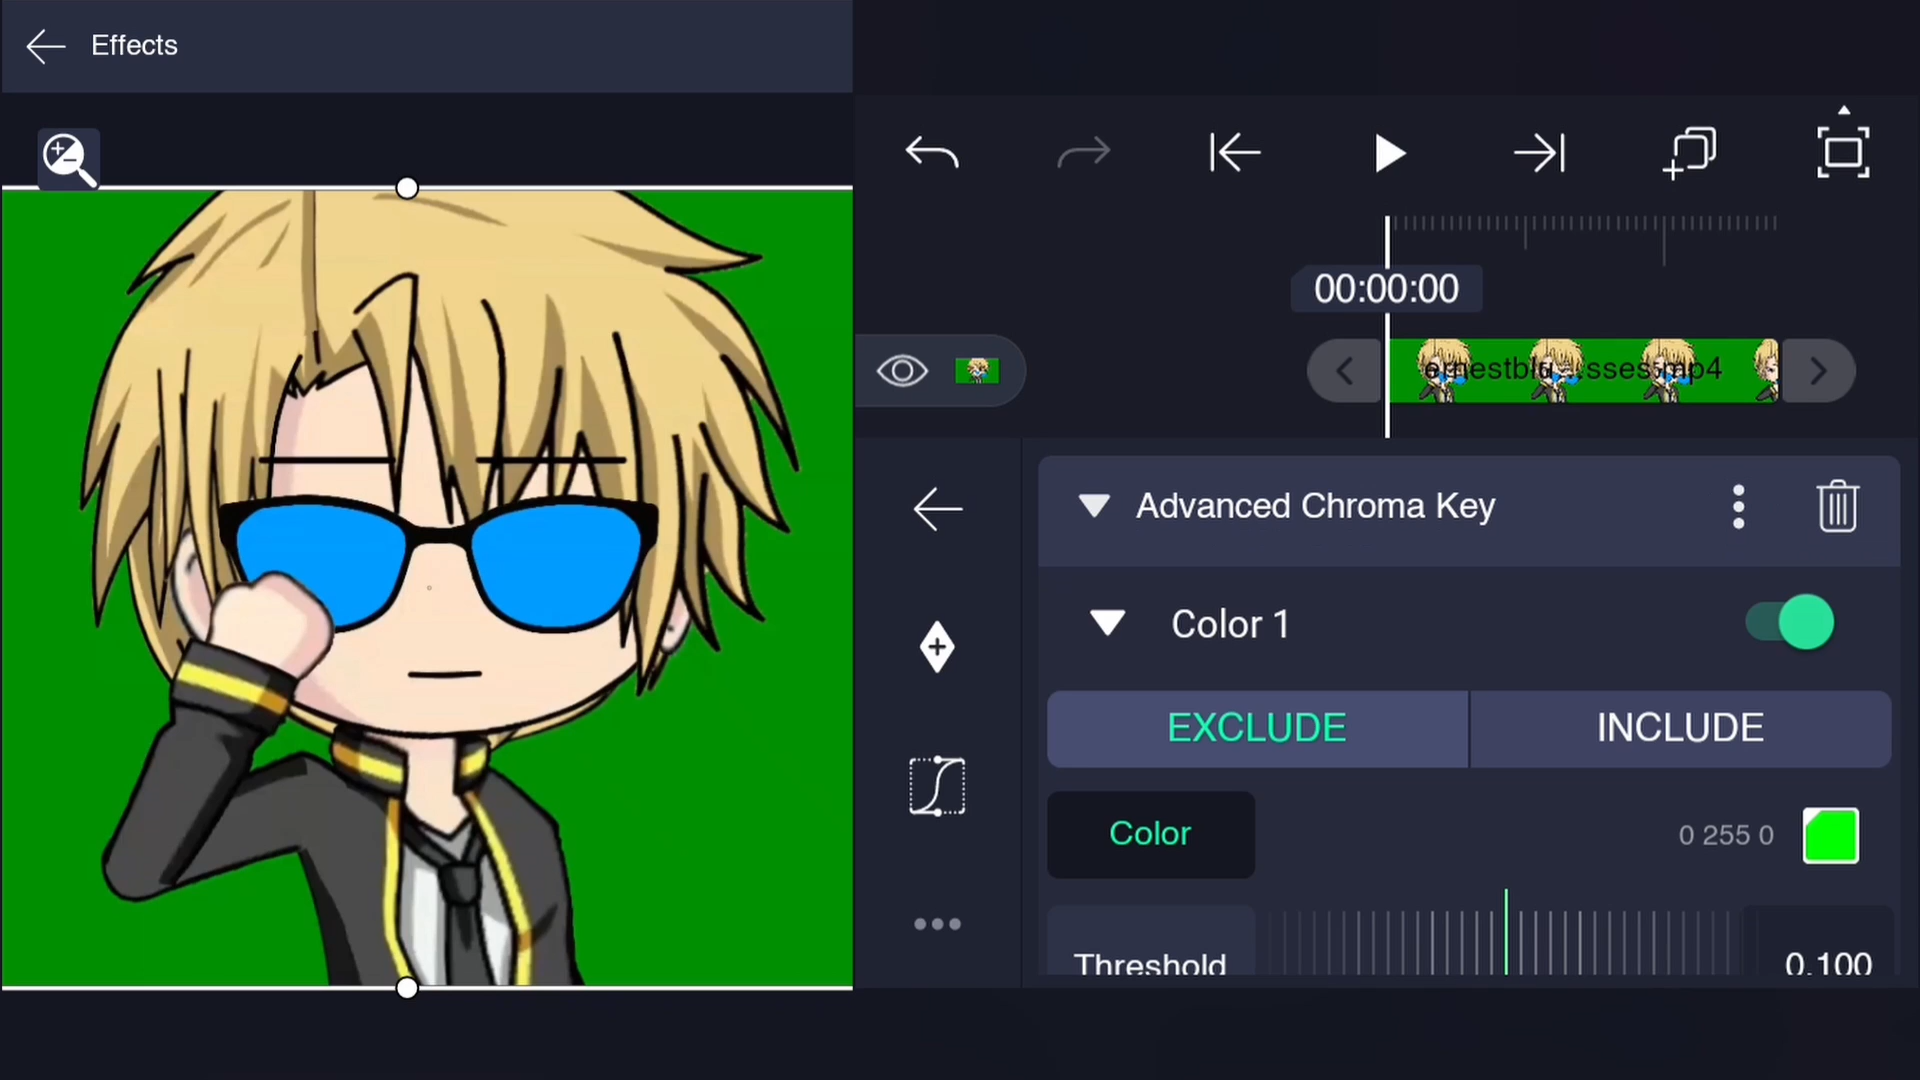 Effects
00:00:00
Advanced Chroma Key
Color 1
EXCLUDE
INCLUDE
Color
0 255 0
Threshold
0.100